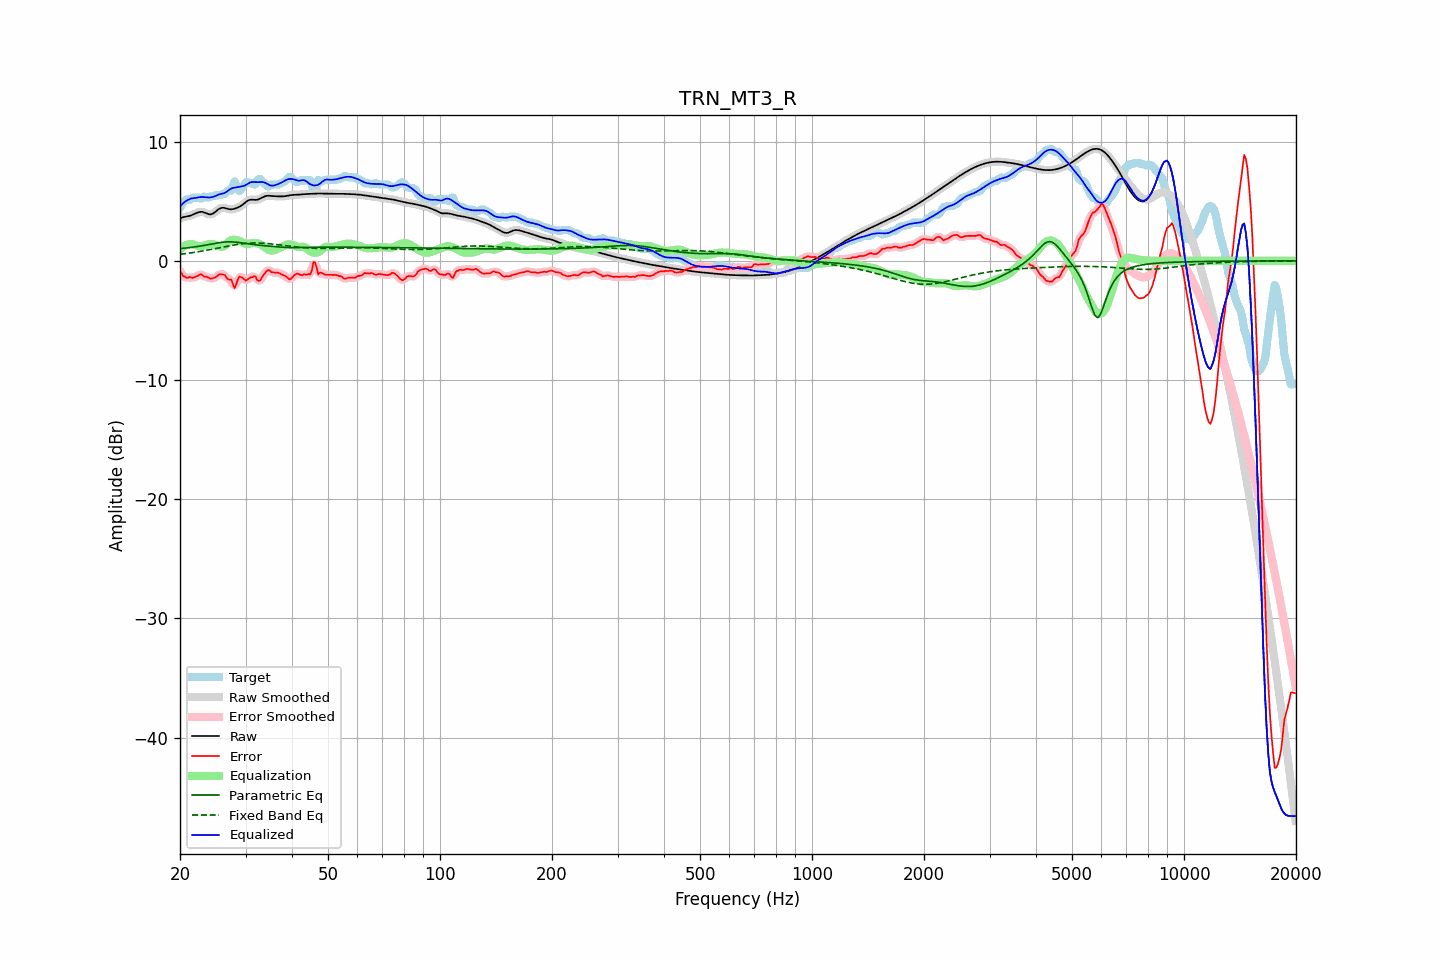 TRN_MT3_R
Amplitude (dBr)
10
0
−10
−20
−30
−40
Target
Raw Smoothed
Error Smoothed
Raw
Error
Equalization
Parametric Eq
Fixed Band Eq
Equalized
20 50 100 200 500 1000 2000 5000 10000 20000
Frequency (Hz)